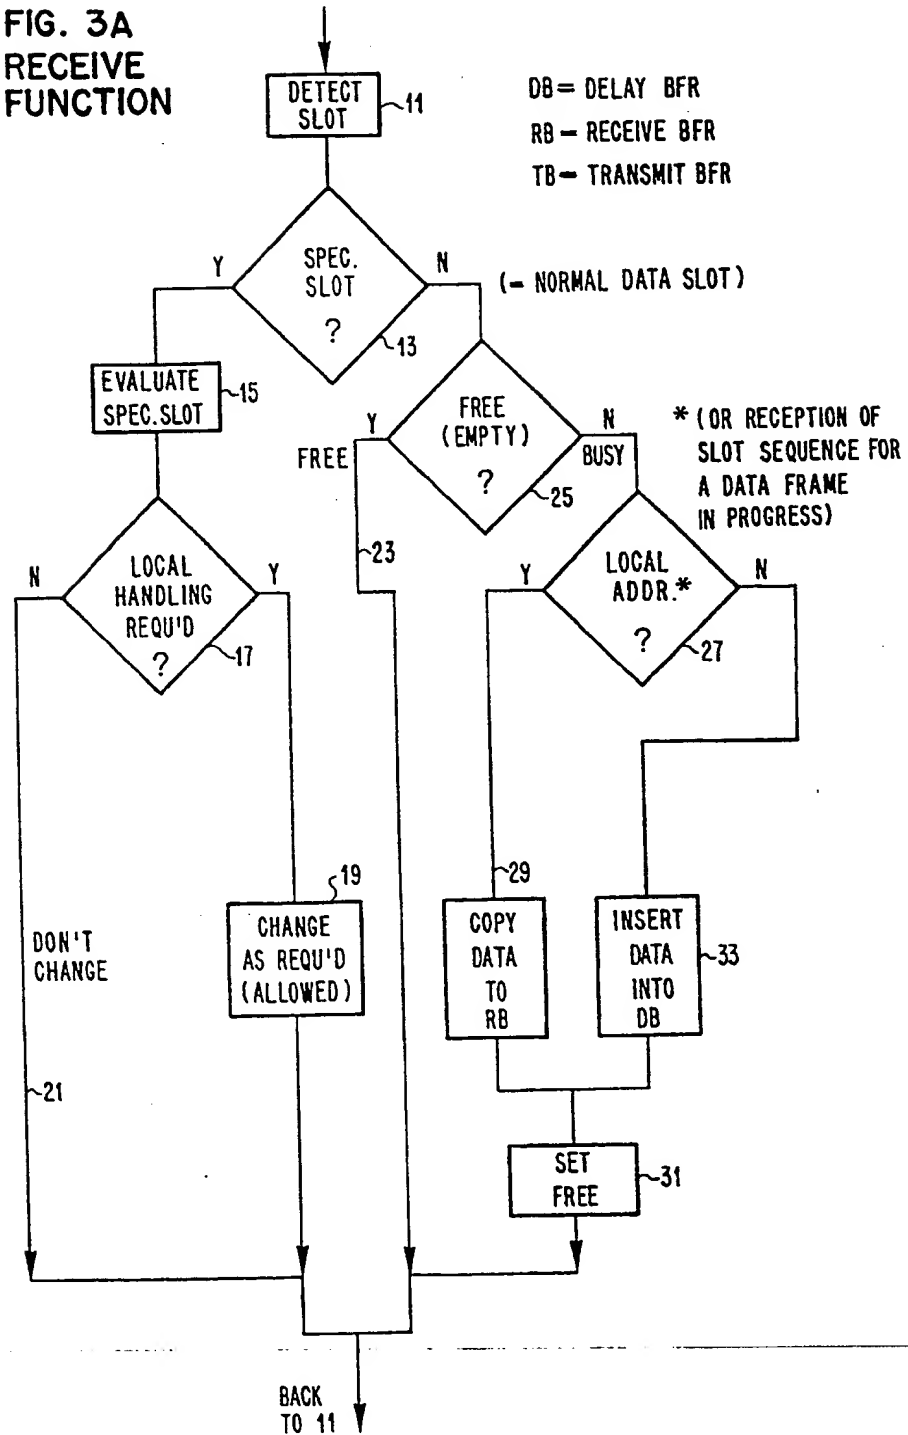 FIG. 3A
RECEIVE
FUNCTION
DETECT
SLOT
11
DB = DELAY BFR
RB - RECEIVE BFR
TB - TRANSMIT BFR
SPEC.
SLOT
?
Y
N
13
(- NORMAL DATA SLOT)
EVALUATE
SPEC. SLOT
15
FREE
(EMPTY)
?
Y
FREE
N
BUSY
25
23
* (OR RECEPTION OF
SLOT SEQUENCE FOR
A DATA FRAME
IN PROGRESS)
LOCAL
HANDLING
REQU'D
?
N
Y
17
LOCAL
ADDR.*
?
Y
N
27
DON'T
CHANGE
21
19
CHANGE
AS REQU'D
(ALLOWED)
29
COPY
DATA
TO
RB
INSERT
DATA
INTO
DB
33
SET
FREE
31
BACK
TO 11